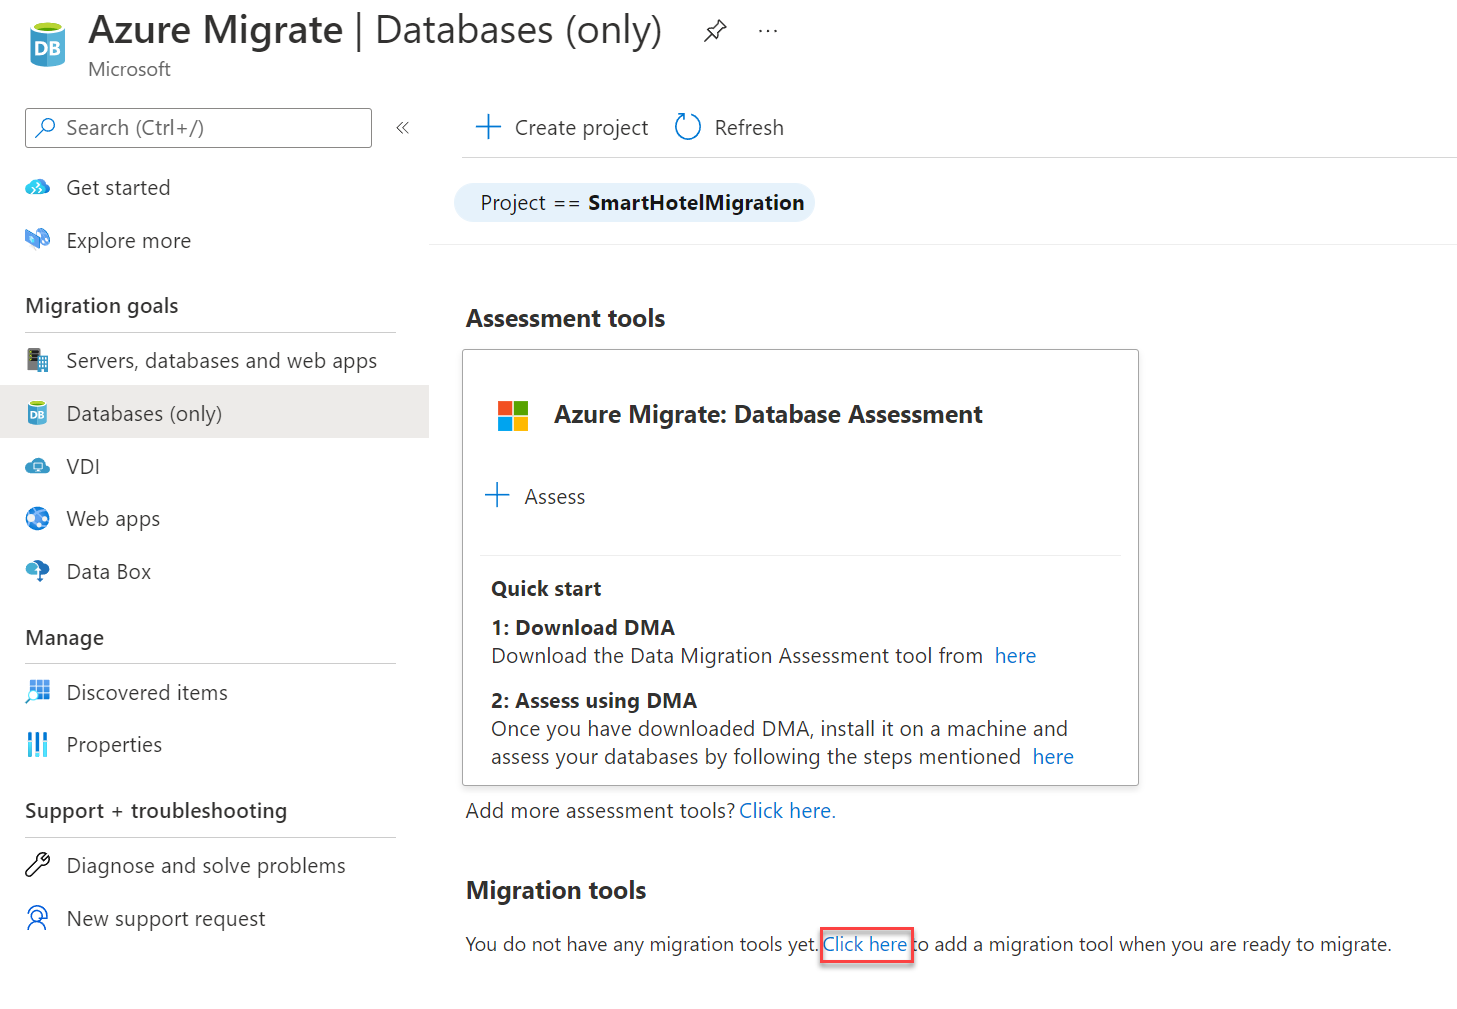 Azure Migrate | Databases (only)
Microsoft
Search (Ctrl+/)
Get started
Explore more
Migration goals
Servers, databases and web apps
Databases (only)
VDI
Web apps
Data Box
Manage
Discovered items
Properties
Support + troubleshooting
Diagnose and solve problems
New support request
Create project
Refresh
Project == SmartHotelMigration
Assessment tools
Azure Migrate: Database Assessment
Assess
Quick start
1: Download DMA
Download the Data Migration Assessment tool from here
2: Assess using DMA
Once you have downloaded DMA, install it on a machine and
assess your databases by following the steps mentioned here
Add more assessment tools? Click here.
Migration tools
You do not have any migration tools yet. Click here to add a migration tool when you are ready to migrate.